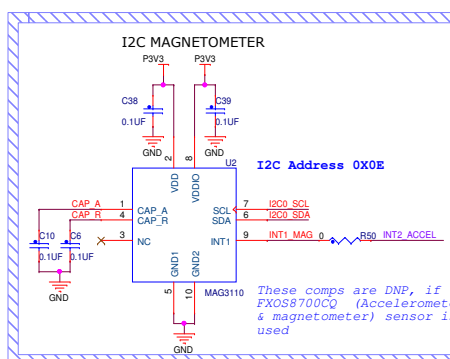 I2C MAGNETOMETER
P3V3 P3V3
C38 C39
0.1UF 0.1UF
GND GND
2 8 U2
I2C Address 0X0E
VDD VDDIO
CAP_A 1 CAP_A SCL 7 I2C0_SCL
CAP_R 4 CAP_R SDA 6 I2C0_SDA
C10 C6 3 NC INT1 9 INT1_MAG 0 R50 INT2_ACCEL
0.1UF 0.1UF
GND1 GND2
GND
5 10 MAG3110
GND
These comps are DNP, if
FXOS8700CQ (Acceleromet
& magnetometer) sensor i
used